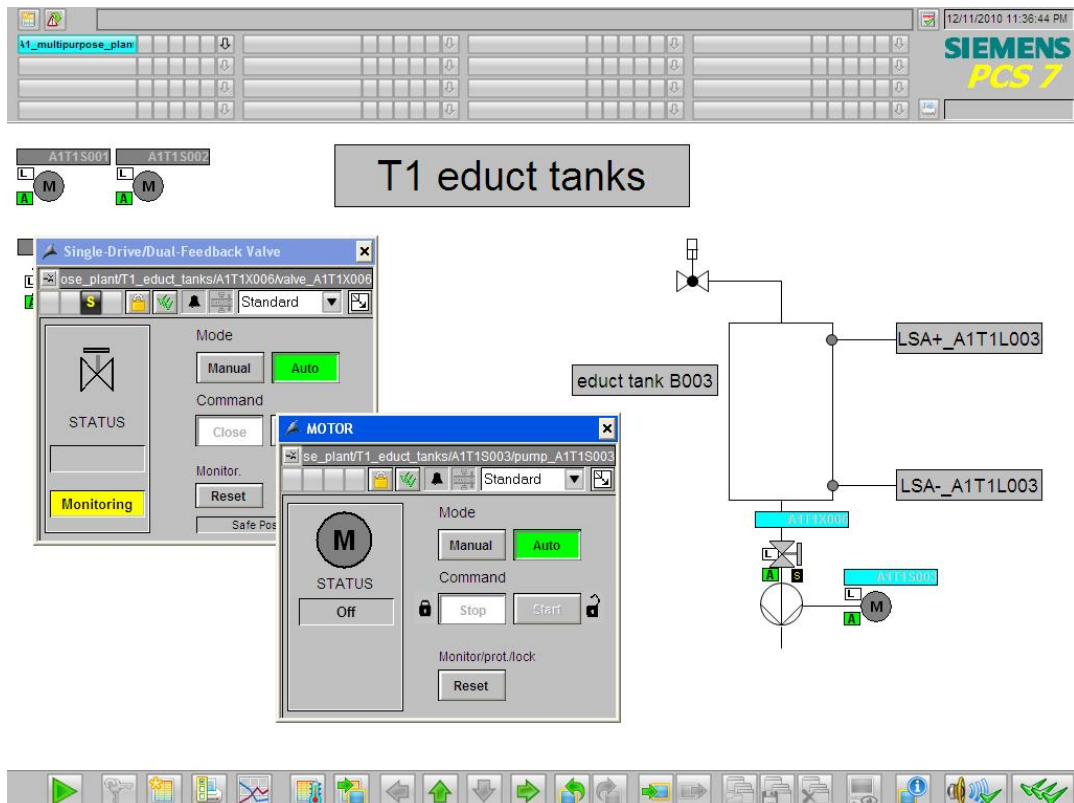 12/11/2010 11:36:44 PM
A1_multipurpose_plant
SIEMENS
PCS 7
A1T1S001
A1T1S002
L
M
A
L
M
A
T1 educt tanks
Single-Drive/Dual-Feedback Valve
ose_plant/T1_educt_tanks/A1T1X006/valve_A1T1X006
S
Standard
Mode
Manual
Auto
Command
Close
STATUS
Monitor.
Reset
Monitoring
Safe Pos
MOTOR
se_plant/T1_educt_tanks/A1T1S003/pump_A1T1S003
Standard
Mode
M
Manual
Auto
STATUS
Command
Off
Stop
Start
Monitor/prot./lock
Reset
LSA+_A1T1L003
educt tank B003
LSA-_A1T1L003
A1T1X006
L
A
S
A1T1S003
L
M
A